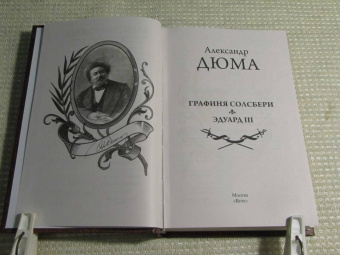 Александр
ДЮМА
ГРАФИНЯ СОЛСБЕРИ
ЭДУАРД III
Москва
«Вече»